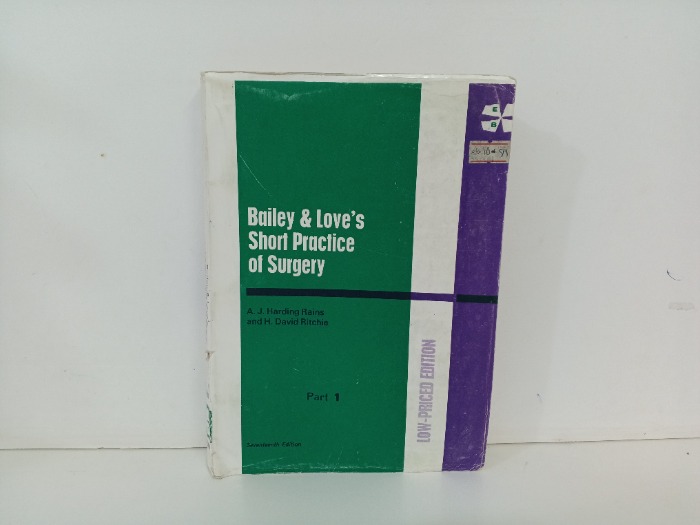 E
B
Bailey & Love's
Short Practice
of Surgery
A. J. Harding Rains
and H. David Ritchie
Part 1
Seventeenth Edition
LOW-PRICED EDITION